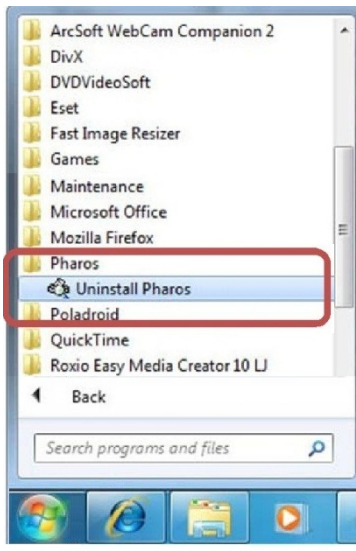 ArcSoft WebCam Companion 2
DivX
DVDVideoSoft
Eset
Fast Image Resizer
Games
Maintenance
Microsoft Office
Mozilla Firefox
Pharos
Uninstall Pharos
Poladroid
QuickTime
Roxio Easy Media Creator 10 LJ
Back
Search programs and files